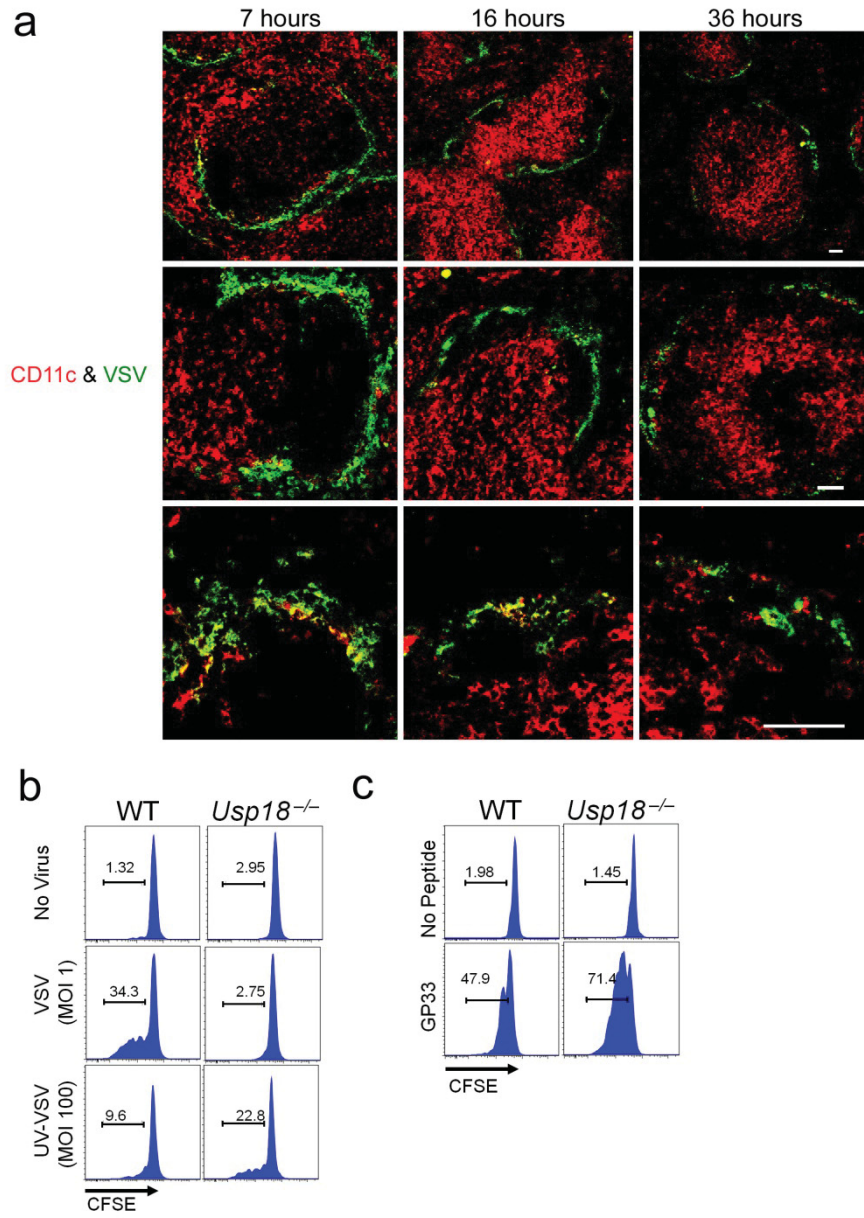 a
7 hours 16 hours 36 hours
CD11c & VSV
b
WT Usp18 –/–
No Virus
1.32 2.95
VSV
(MOI 1)
34.3 2.75
UV-VSV
(MOI 100)
9.6 22.8
CFSE
c
WT Usp18 –/–
No Peptide
1.98 1.45
GP33
47.9 71.4
CFSE